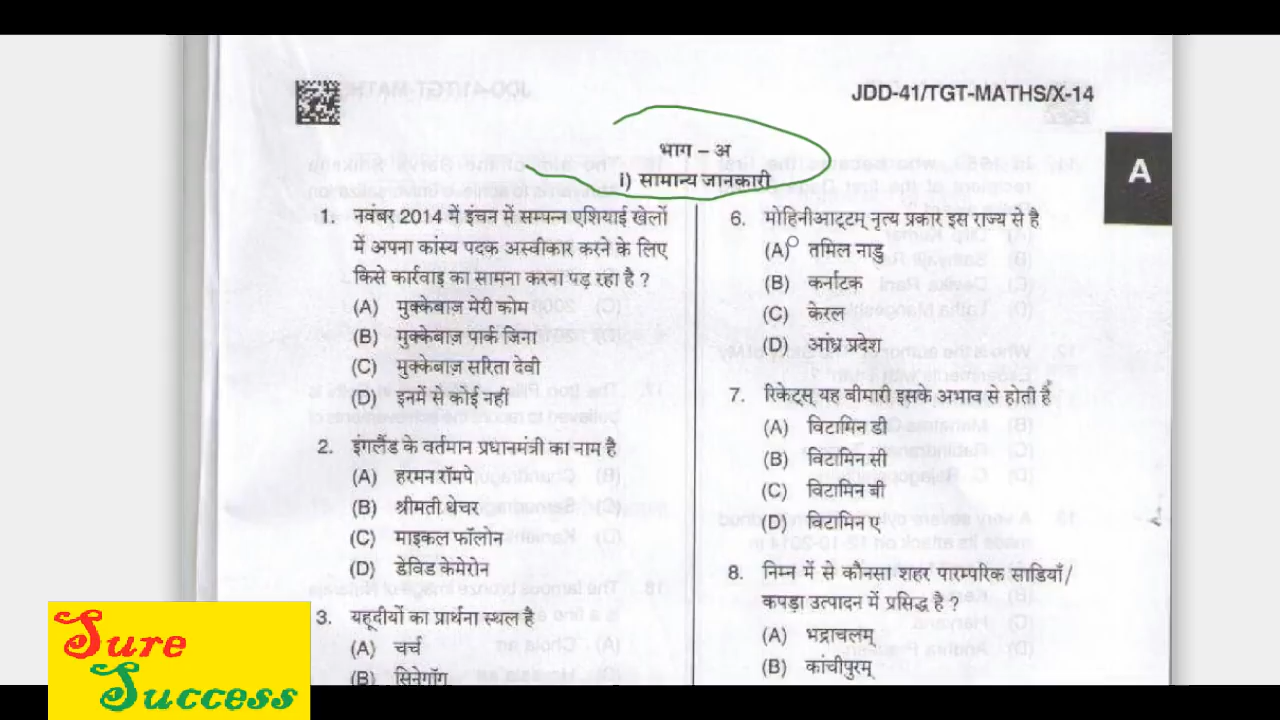 JDD-41/TGT-MATHS/X-14
भाग – अ
i) सामान्य जानकारी
A
1. नवंबर 2014 में इंचन में सम्पन्न एशियाई खेलों
में अपना कांस्य पदक अस्वीकार करने के लिए
किसे कार्रवाइ का सामना करना पड़ रहा है ?
(A) मुक्केबाज़ मेरी कोम
(B) मुक्केबाज़ पार्क जिना
(C) मुक्केबाज़ सरिता देवी
(D) इनमें से कोई नहीं
2. इंगलैंड के वर्तमान प्रधानमंत्री का नाम है
(A) हरमन रॉमपे
(B) श्रीमती थेचर
(C) माइकल फॉलोन
(D) डेविड केमेरोन
3. यहूदीयों का प्रार्थना स्थल है
(A) चर्च
(B) सिनेगॉग
6. मोहिनीआट्टम् नृत्य प्रकार इस राज्य से है
(A) तमिल नाडु
(B) कर्नाटक
(C) केरल
(D) आंध्र प्रदेश
7. रिकेट्स् यह बीमारी इसके अभाव से होती है
(A) विटामिन डी
(B) विटामिन सी
(C) विटामिन बी
(D) विटामिन ए
8. निम्न में से कौनसा शहर पारम्परिक साडियाँ/
कपड़ा उत्पादन में प्रसिद्ध है ?
(A) भद्राचलम्
(B) कांचीपुरम्
Sure
Success